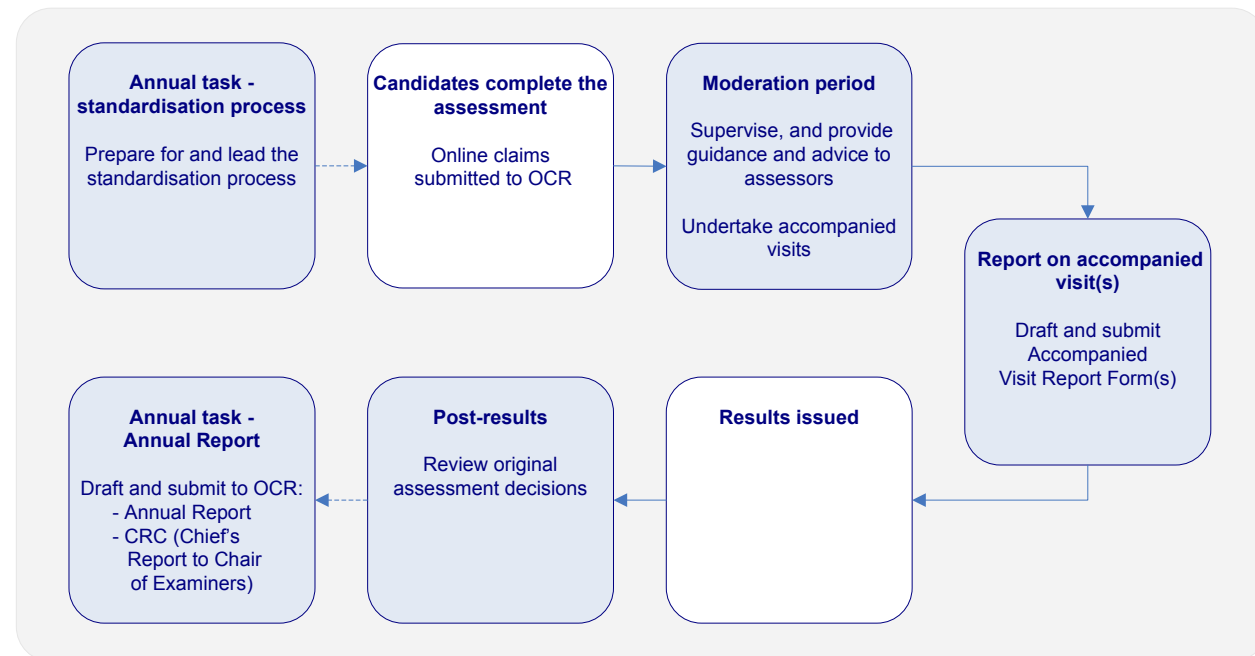 Annual task -
standardisation process
Prepare for and lead the
standardisation process
Candidates complete the
assessment
Online claims
submitted to OCR
Moderation period
Supervise, and provide
guidance and advice to
assessors
Undertake accompanied
visits
Report on accompanied
visit(s)
Draft and submit
Accompanied
Visit Report Form(s)
Results issued
Post-results
Review original
assessment decisions
Annual task -
Annual Report
Draft and submit to OCR:
- Annual Report
- CRC (Chief's
Report to Chair
of Examiners)